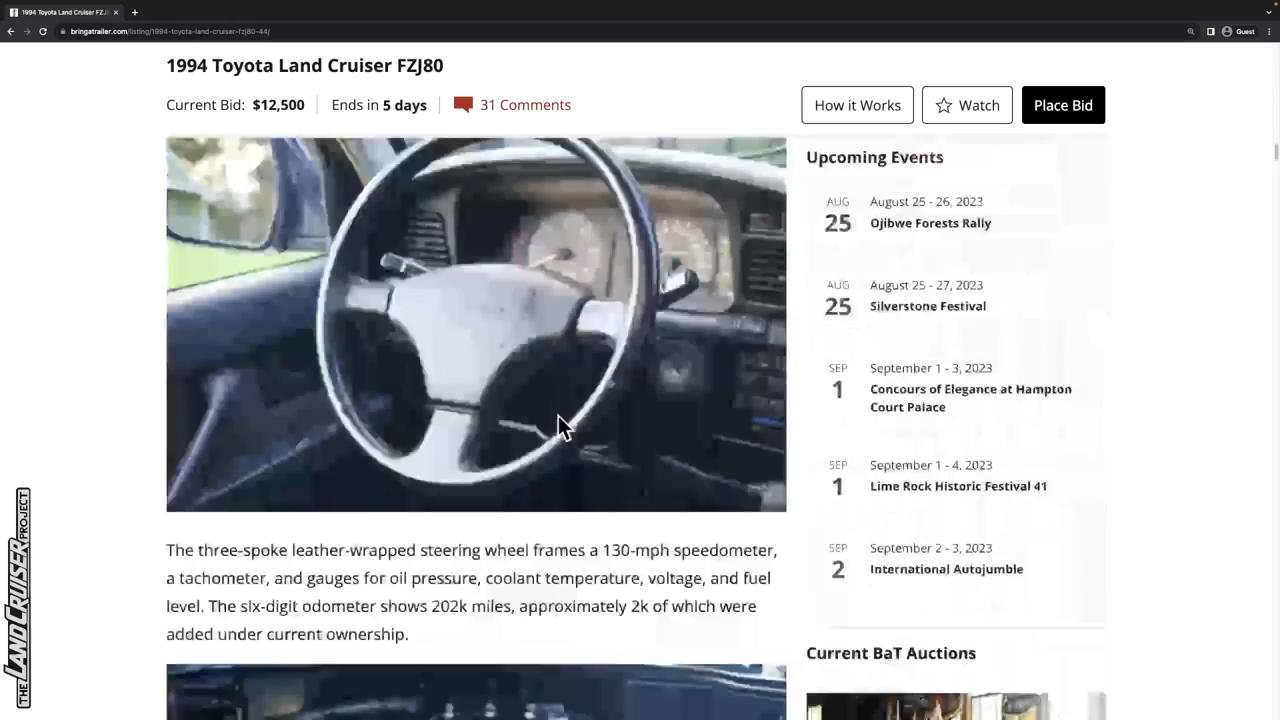 1994 Toyota Land Cruiser FZJ
Guest
bringatrailer.com/listing/1994-toyota-land-cruiser-fzj80-44/
1994 Toyota Land Cruiser FZJ80
Current Bid: $12,500
Ends in 5 days
31 Comments
How it Works
Watch
Place Bid
The three-spoke leather-wrapped steering wheel frames a 130-mph speedometer,
a tachometer, and gauges for oil pressure, coolant temperature, voltage, and fuel
level. The six-digit odometer shows 202k miles, approximately 2k of which were
added under current ownership.
Upcoming Events
AUG
25
August 25 - 26, 2023
Ojibwe Forests Rally
AUG
25
August 25 - 27, 2023
Silverstone Festival
SEP
1
September 1 - 3, 2023
Concours of Elegance at Hampton
Court Palace
SEP
1
September 1 - 4, 2023
Lime Rock Historic Festival 41
SEP
2
September 2 - 3, 2023
International Autojumble
Current BaT Auctions
THE LAND CRUISER PROJECT